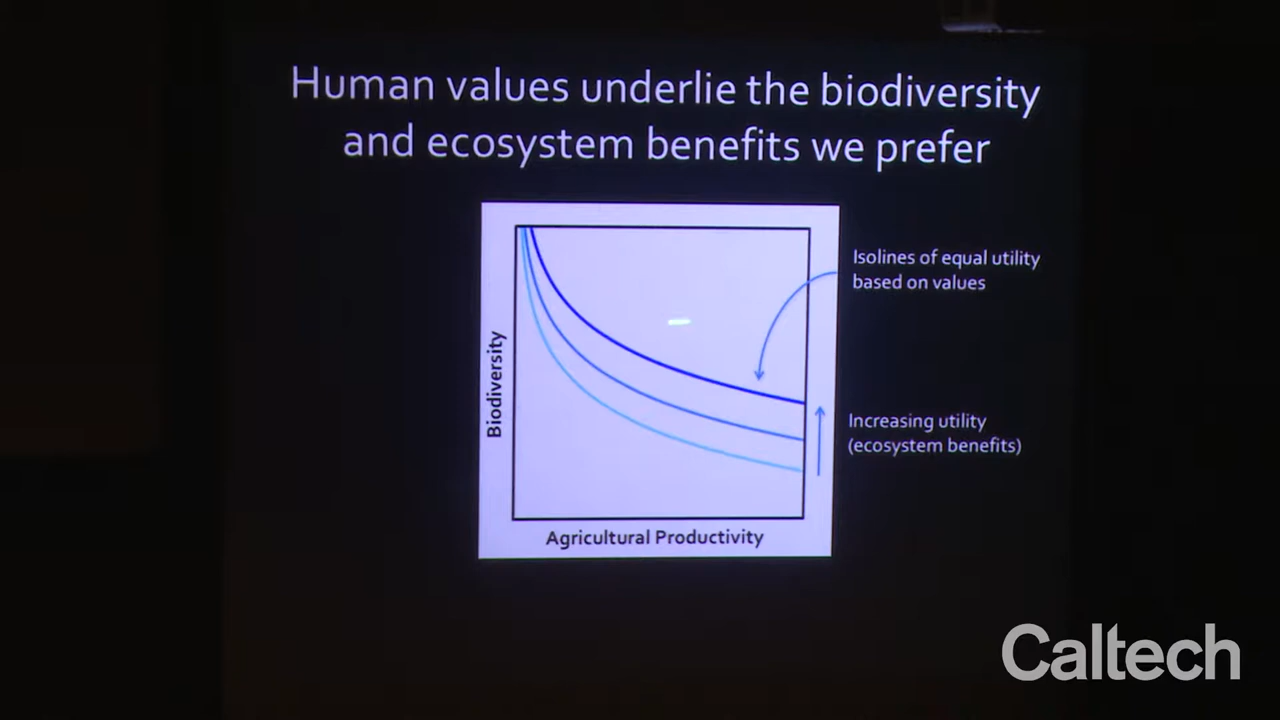 Human values underlie the biodiversity
and ecosystem benefits we prefer
Isolines of equal utility
based on values
Biodiversity
Increasing utility
(ecosystem benefits)
Agricultural Productivity
Caltech